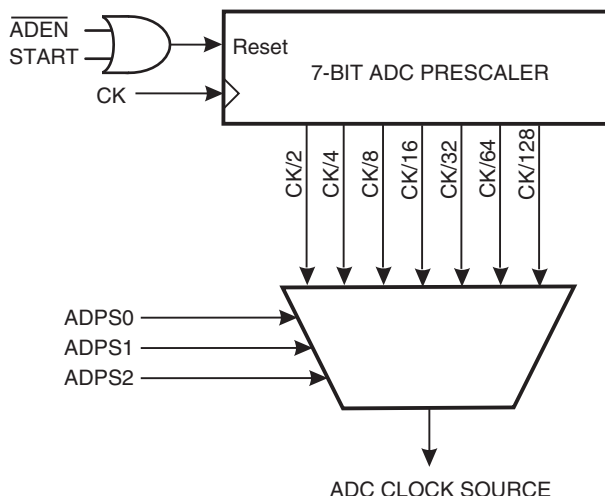 ADEN
START
Reset
7-BIT ADC PRESCALER
CK
CK/2
CK/4
CK/8
CK/16
CK/32
CK/64
CK/128
ADPS0
ADPS1
ADPS2
ADC CLOCK SOURCE